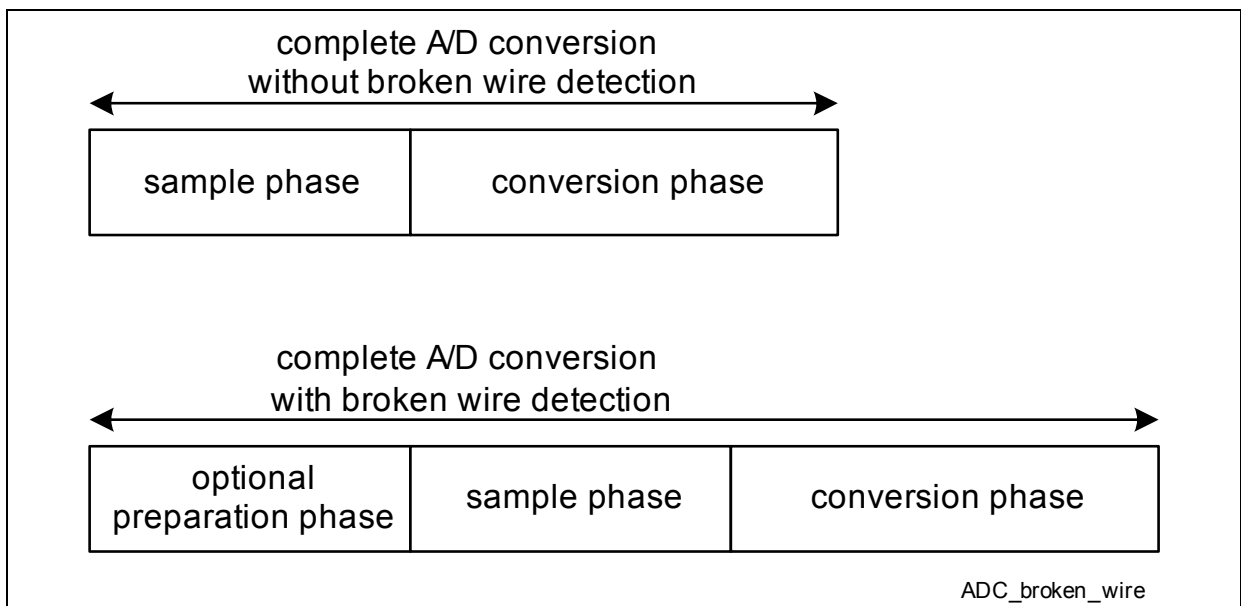 complete A/D conversion
without broken wire detection
sample phase
conversion phase
complete A/D conversion
with broken wire detection
optional
preparation phase
sample phase
conversion phase
ADC_broken_wire